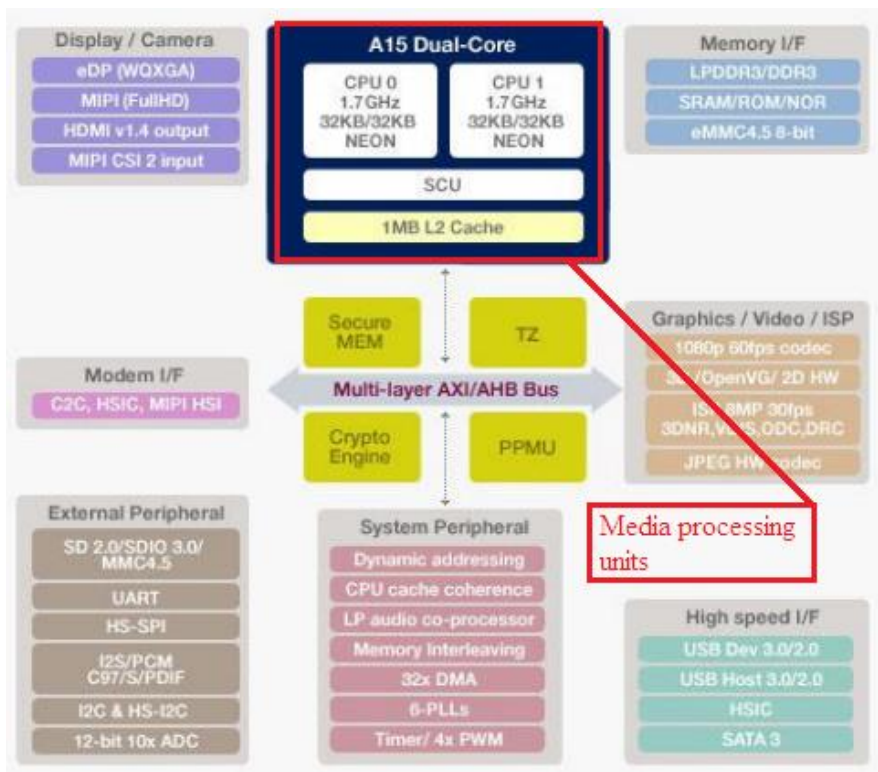 Display / Camera
eDP (WQXGA)
MIPI (FullHD)
HDMI v1.4 output
MIPI CSI 2 input
A15 Dual-Core
CPU 0
1.7GHz
32KB/32KB
NEON
CPU 1
1.7GHz
32KB/32KB
NEON
SCU
1MB L2 Cache
Memory I/F
LPDDR3/DDR3
SRAM/ROM/NOR
eMMC4.5 8-bit
Secure
MEM
TZ
Modem I/F
C2C, HSIC, MIPI HSI
Multi-layer AXI/AHB Bus
Crypto
Engine
PPMU
Graphics / Video / ISP
1080p 60fps codec
/OpenVG/ 2D HW
8MP 30fps
3DNR,VDIS,ODC,DRC
JPEG HW codec
External Peripheral
SD 2.0/SDIO 3.0/
MMC4.5
UART
HS-SPI
I2S/PCM
C97/S/PDIF
I2C & HS-I2C
12-bit 10x ADC
System Peripheral
Dynamic addressing
CPU cache coherence
LP audio co-processor
Memory Interleaving
32x DMA
6-PLLs
Timer/ 4x PWM
Media processing
units
High speed I/F
USB Dev 3.0/2.0
USB Host 3.0/2.0
HSIC
SATA 3